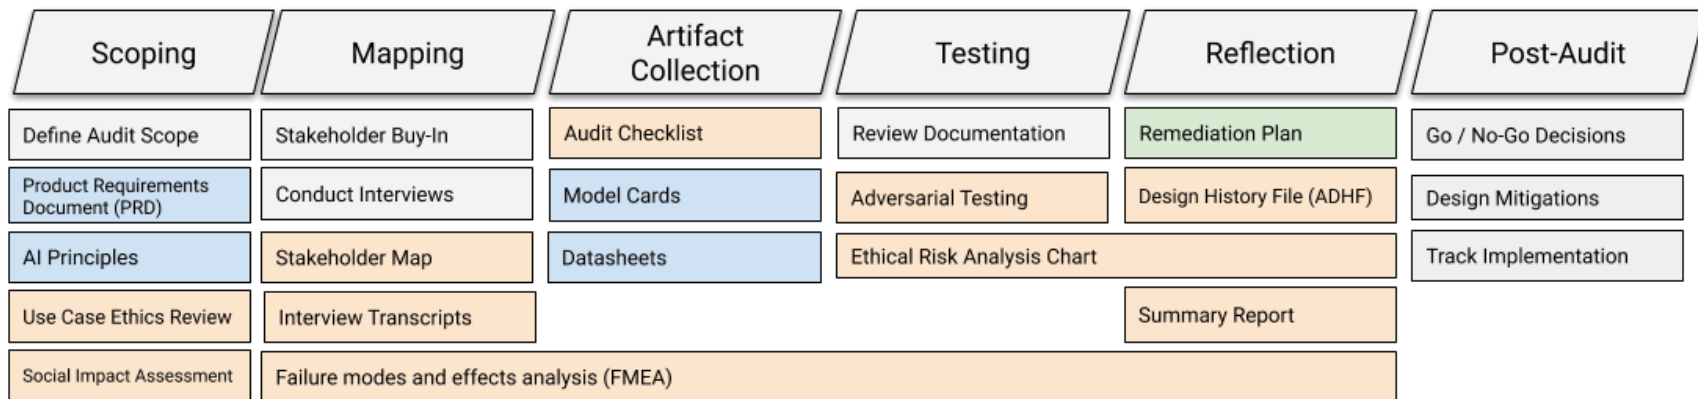 Scoping
Mapping
Artifact
Collection
Testing
Reflection
Post-Audit
Define Audit Scope
Stakeholder Buy-In
Audit Checklist
Review Documentation
Remediation Plan
Go / No-Go Decisions
Product Requirements
Document (PRD)
Conduct Interviews
Model Cards
Adversarial Testing
Design History File (ADHF)
Design Mitigations
AI Principles
Stakeholder Map
Datasheets
Ethical Risk Analysis Chart
Track Implementation
Use Case Ethics Review
Interview Transcripts
Summary Report
Social Impact Assessment
Failure modes and effects analysis (FMEA)